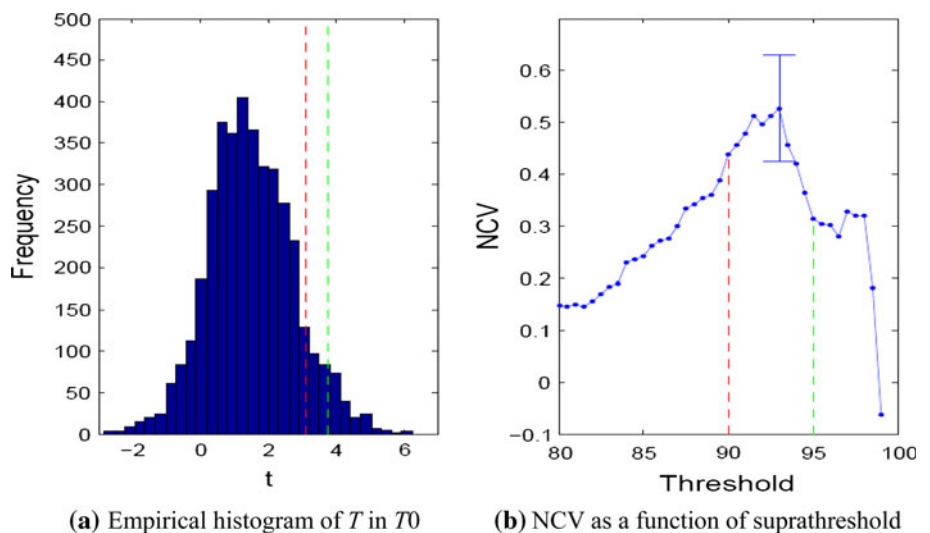 500
450
400
350
300
250
200
150
100
50
0
Frequency
−2 0 2 4 6
t
(a) Empirical histogram of T in T0
0.6
0.5
0.4
0.3
0.2
0.1
0
−0.1
NCV
80 85 90 95 100
Threshold
(b) NCV as a function of suprathreshold